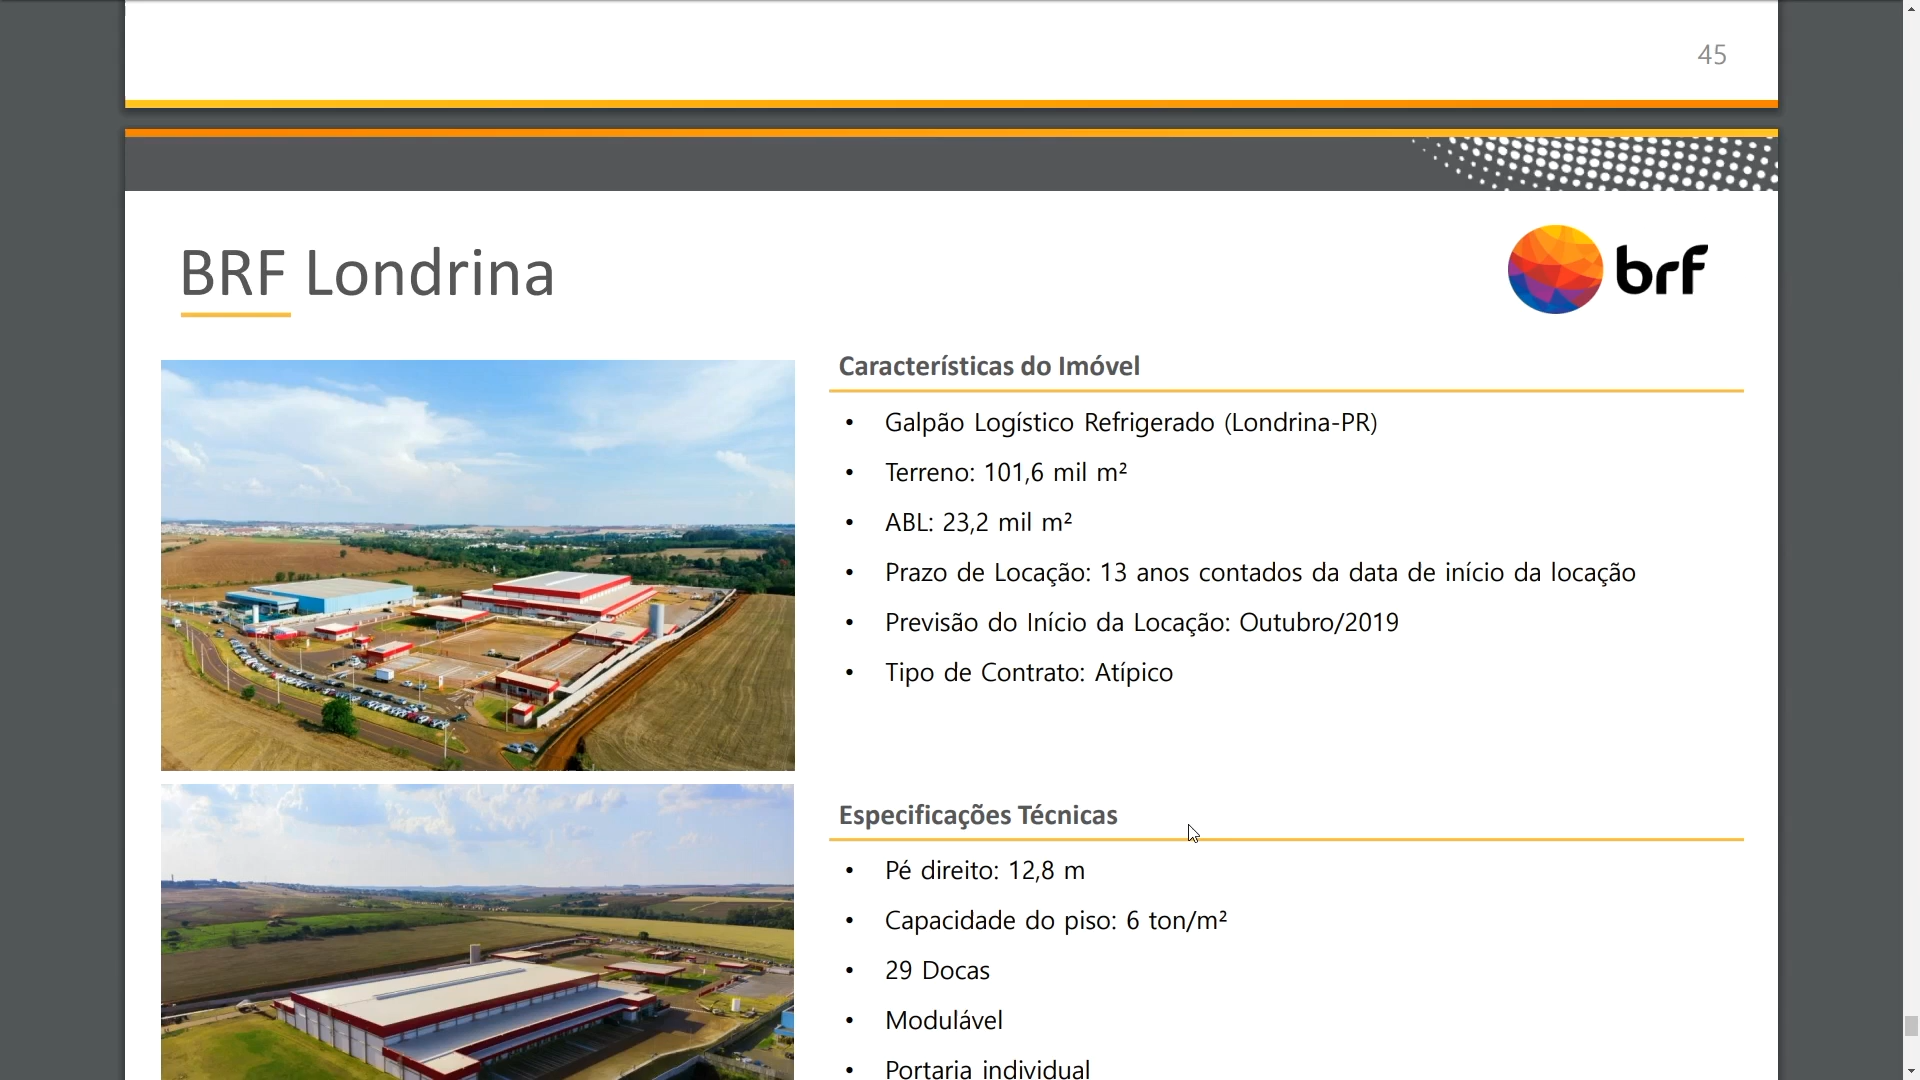 45
BRF Londrina
brf
Características do Imóvel
• Galpão Logístico Refrigerado (Londrina-PR)
• Terreno: 101,6 mil m²
• ABL: 23,2 mil m²
• Prazo de Locação: 13 anos contados da data de início da locação
• Previsão do Início da Locação: Outubro/2019
• Tipo de Contrato: Atípico
Especificações Técnicas
• Pé direito: 12,8 m
• Capacidade do piso: 6 ton/m²
• 29 Docas
• Modulável
• Portaria individual